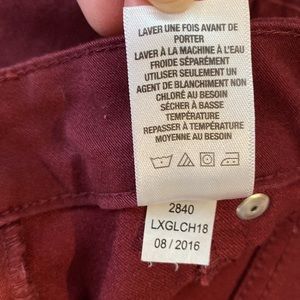 LAVER UNE FOIS AVANT DE
PORTER
LAVER À LA MACHINE À L'EAU
FROIDE SÉPARÉMENT
UTILISER SEULEMENT UN
AGENT DE BLANCHIMENT NON
CHLORÉ AU BESOIN
SÉCHER À BASSE
TEMPÉRATURE
REPASSER À TEMPÉRATURE
MOYENNE AU BESOIN
2840
LXGLCH18
08 / 2016